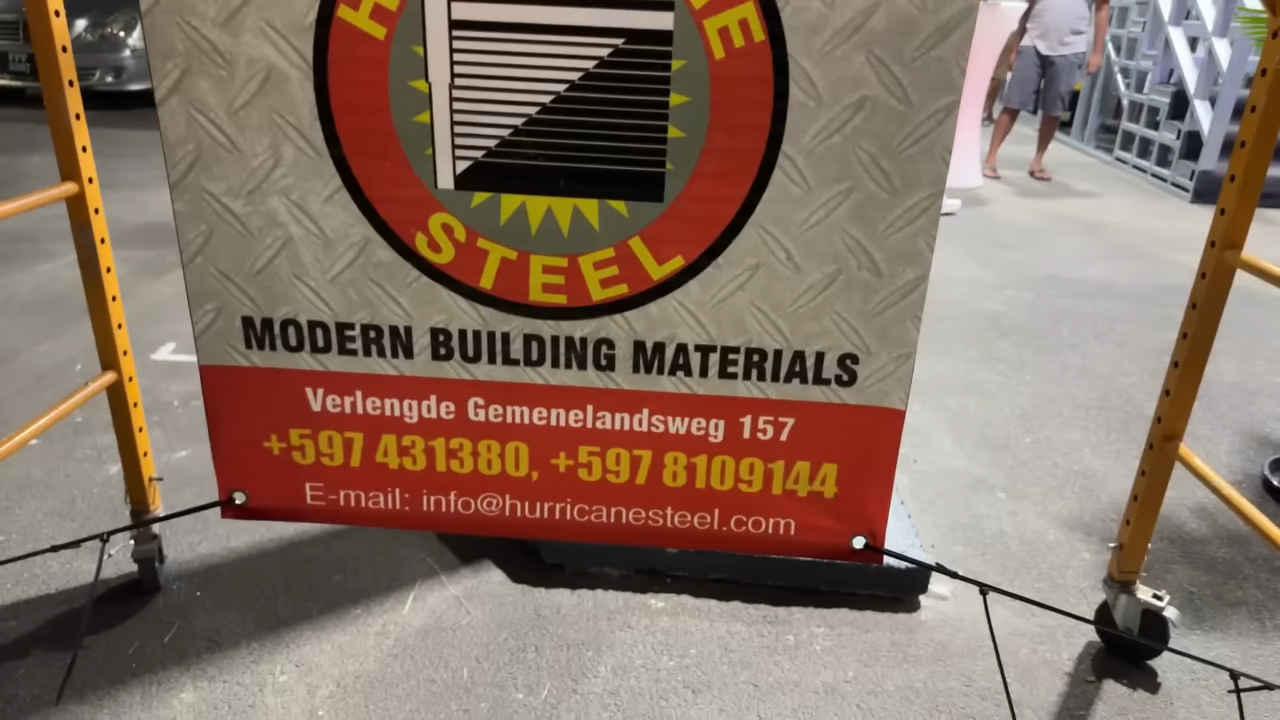 STEEL
MODERN BUILDING MATERIALS
Verlengde Gemenelandsweg 157
+597 431380, +597 8109144
E-mail: info@hurricanesteel.com